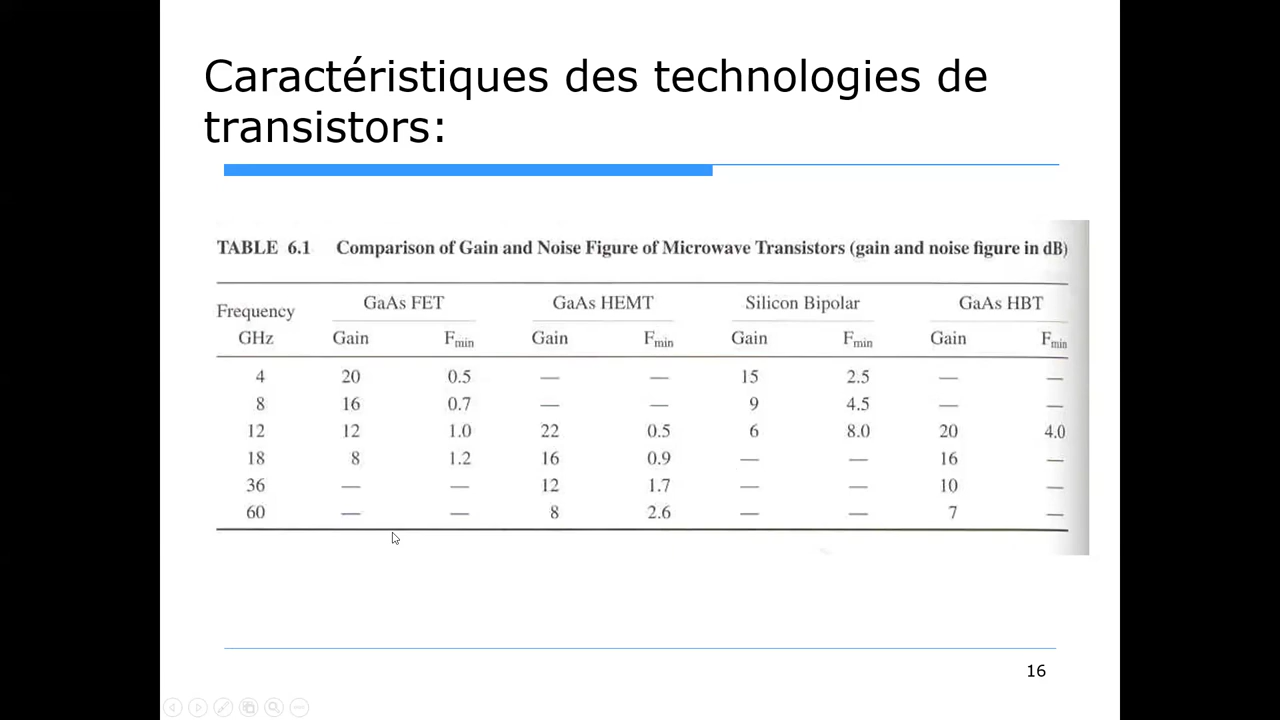 Caractéristiques des technologies de
transistors:
TABLE 6.1 Comparison of Gain and Noise Figure of Microwave Transistors (gain and noise figure in dB)
Frequency GaAs FET GaAs HEMT Silicon Bipolar GaAs HBT
GHz Gain Fmin Gain Fmin Gain Fmin Gain Fmin
4 20 0.5 — — 15 2.5 — —
8 16 0.7 — — 9 4.5 — —
12 12 1.0 22 0.5 6 8.0 20 4.0
18 8 1.2 16 0.9 — — 16 —
36 — — 12 1.7 — — 10 —
60 — — 8 2.6 — — 7 —
16